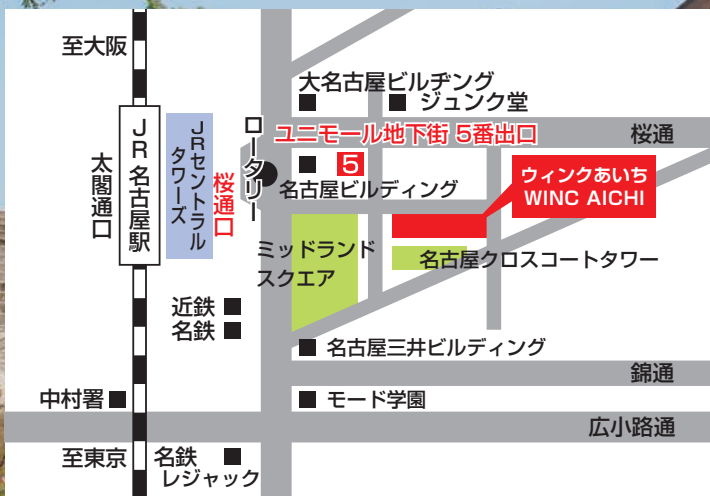 至大阪
大名古屋ビルヂング
ジュンク堂
ユニモール地下街 5番出口
桜通
JR名古屋駅
太閤通口
JRセントラル
タワーズ
桜通口
ロータリー
5
名古屋ビルディング
ウィンクあいち
WINC AICHI
ミッドランド
スクエア
名古屋クロスコートタワー
近鉄
名鉄
名古屋三井ビルディング
錦通
中村署
モード学園
広小路通
至東京
名鉄
レジャック